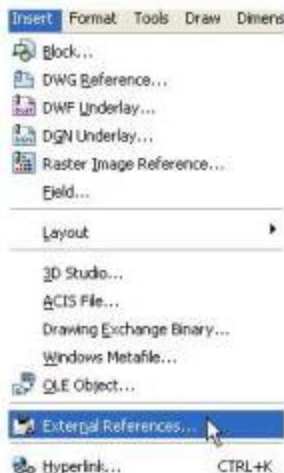 Insert Format Tools Draw Dimens
Block...
DWG Reference...
DWF Underlay...
DGN Underlay...
Raster Image Reference...
Field...
Layout
3D Studio...
ACIS File...
Drawing Exchange Binary...
Windows Metafile...
OLE Object...
External References...
Hyperlink... CTRL+K